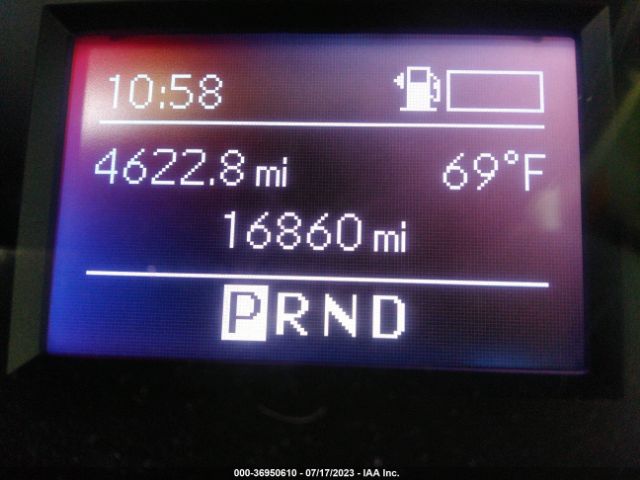 10:58
4622.8 mi 69°F
16860 mi
PRND
000-36950610 - 07/17/2023 - IAA Inc.